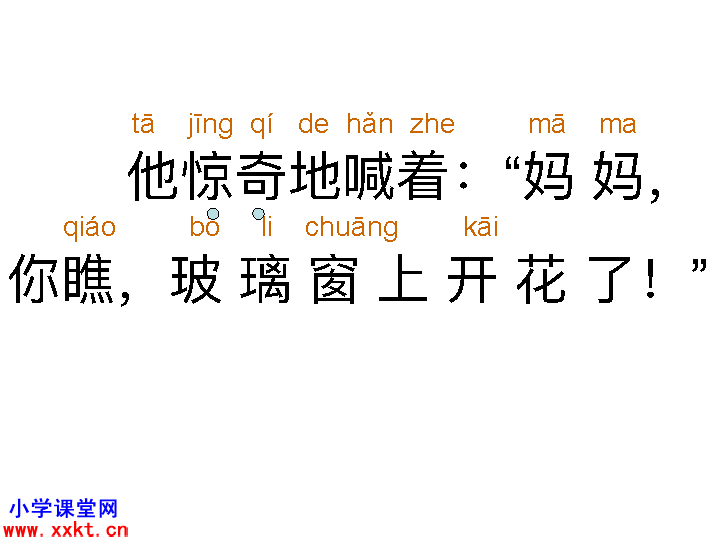 tā jīng qí de hǎn zhe mā ma
他惊奇地喊着：“妈 妈，
qiáo bō li chuāng kāi
你瞧，玻 璃 窗 上 开 花 了！”
小学课堂网
www.xxkt.cn